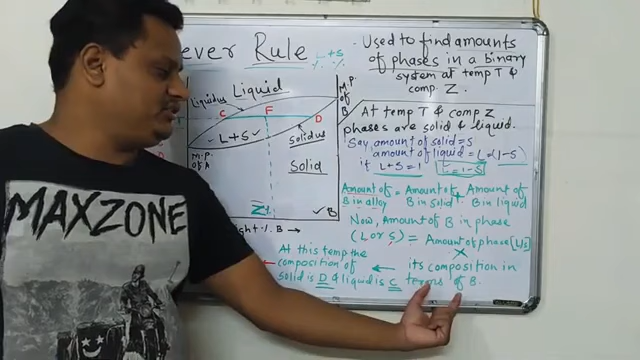 ever Rule
L + S
% %
Liquid
Liquidus
C
F
D
- L + S -
Solidus
Solid
M.P.
of A
M.P.
of
B
Z
B
ght % B →
At this temp the
composition of
solid is D & liquid is C
Used to find amounts
of phases in a binary
system at temp T &
comp. Z.
At temp T & comp Z
phases are solid & liquid.
Say amount of solid = S
amount of liquid = L = (1-S)
if L+S=1 L = 1-S
Amount of = Amount of + Amount of
B in alloy B in solid B in liquid
Now, Amount of B in phase
(L or S) = Amount of phase [L/S]
X
its composition in
terms of B.
MAXZONE